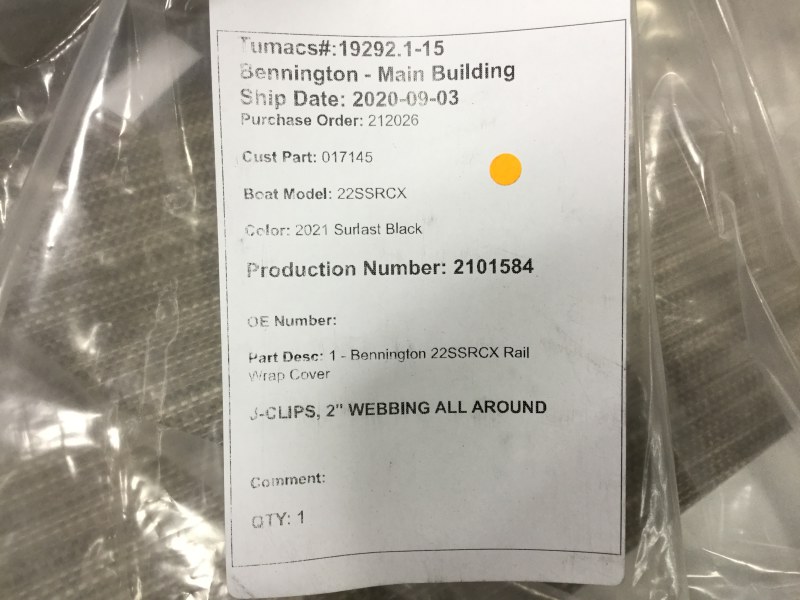 Tumacs#:19292.1-15
Bennington - Main Building
Ship Date: 2020-09-03
Purchase Order: 212026
Cust Part: 017145
Boat Model: 22SSRCX
Color: 2021 Surlast Black
Production Number: 2101584
OE Number:
Part Desc: 1 - Bennington 22SSRCX Rail
Wrap Cover
J-CLIPS, 2" WEBBING ALL AROUND
Comment:
QTY: 1